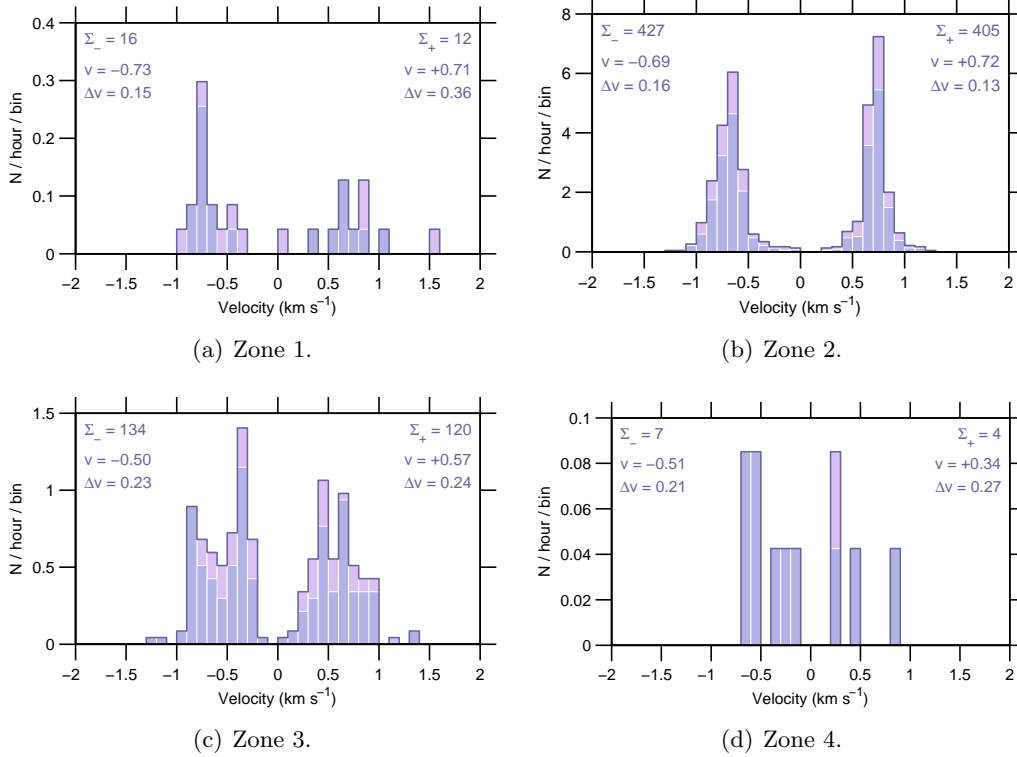 0.4
0.3
0.2
0.1
0
N / hour / bin
Σ− = 16
v = −0.73
Δv = 0.15
Σ+ = 12
v = +0.71
Δv = 0.36
−2 −1.5 −1 −0.5 0 0.5 1 1.5 2
Velocity (km s−1)
(a) Zone 1.
8
6
4
2
0
N / hour / bin
Σ− = 427
v = −0.69
Δv = 0.16
Σ+ = 405
v = +0.72
Δv = 0.13
−2 −1.5 −1 −0.5 0 0.5 1 1.5 2
Velocity (km s−1)
(b) Zone 2.
1.5
1
0.5
0
N / hour / bin
Σ− = 134
v = −0.50
Δv = 0.23
Σ+ = 120
v = +0.57
Δv = 0.24
−2 −1.5 −1 −0.5 0 0.5 1 1.5 2
Velocity (km s−1)
(c) Zone 3.
0.1
0.08
0.06
0.04
0.02
0
N / hour / bin
Σ− = 7
v = −0.51
Δv = 0.21
Σ+ = 4
v = +0.34
Δv = 0.27
−2 −1.5 −1 −0.5 0 0.5 1 1.5 2
Velocity (km s−1)
(d) Zone 4.